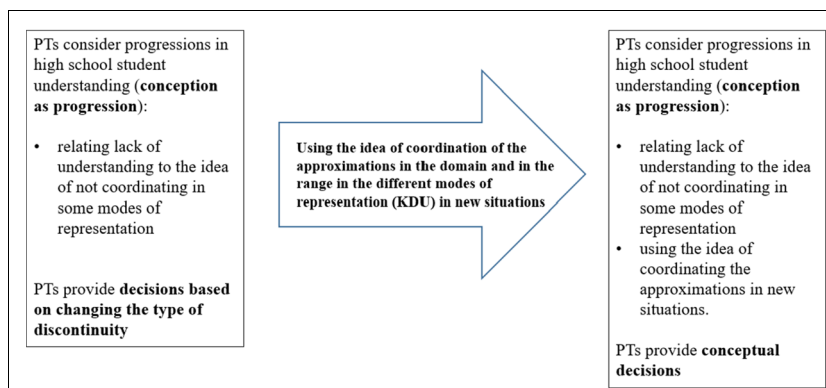 PTs consider progressions in
high school student
understanding (conception
as progression):
• relating lack of
understanding to the idea
of not coordinating in
some modes of
representation
PTs provide decisions based
on changing the type of
discontinuity
Using the idea of coordination of the
approximations in the domain and in the
range in the different modes of
representation (KDU) in new situations
PTs consider progressions in
high school student
understanding (conception
as progression):
• relating lack of
understanding to the idea
of not coordinating in
some modes of
representation
• using the idea of
coordinating the
approximations in new
situations.
PTs provide conceptual
decisions